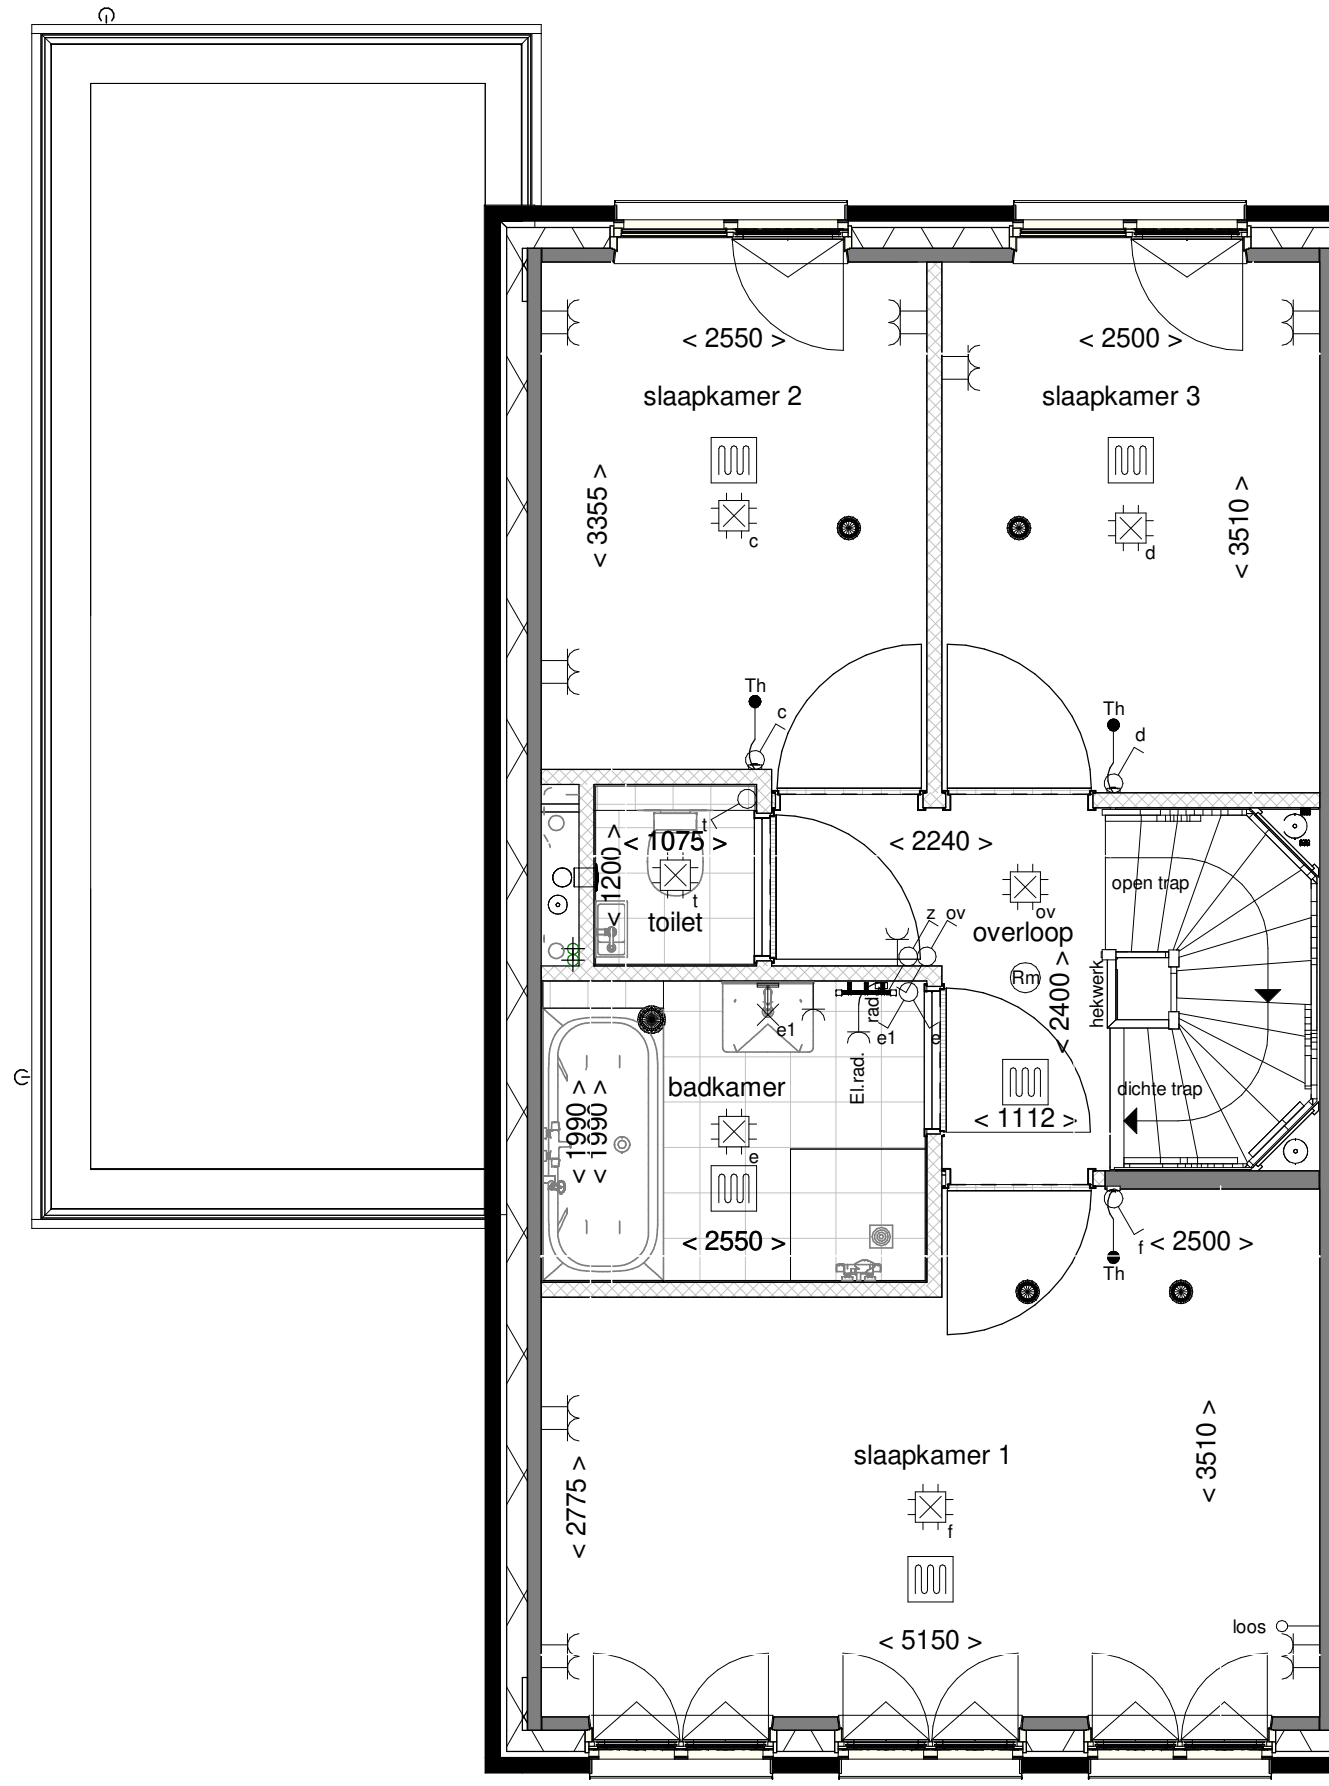 < 2550 >
< 2500 >
slaapkamer 2
slaapkamer 3
< 3355 >
< 3510 >
c
d
Th
c
Th
d
t
< 1075 >
< 1200 >
t
toilet
< 2240 >
open trap
ov
z ov
overloop
Rm
< 2400 >
hekwerk
rad.
e1
e1
e
El.rad.
badkamer
dichte trap
< 1990 >
< 1990 >
< 1112 >
e
< 2550 >
f
< 2500 >
Th
slaapkamer 1
< 3510 >
< 2775 >
f
loos
< 5150 >